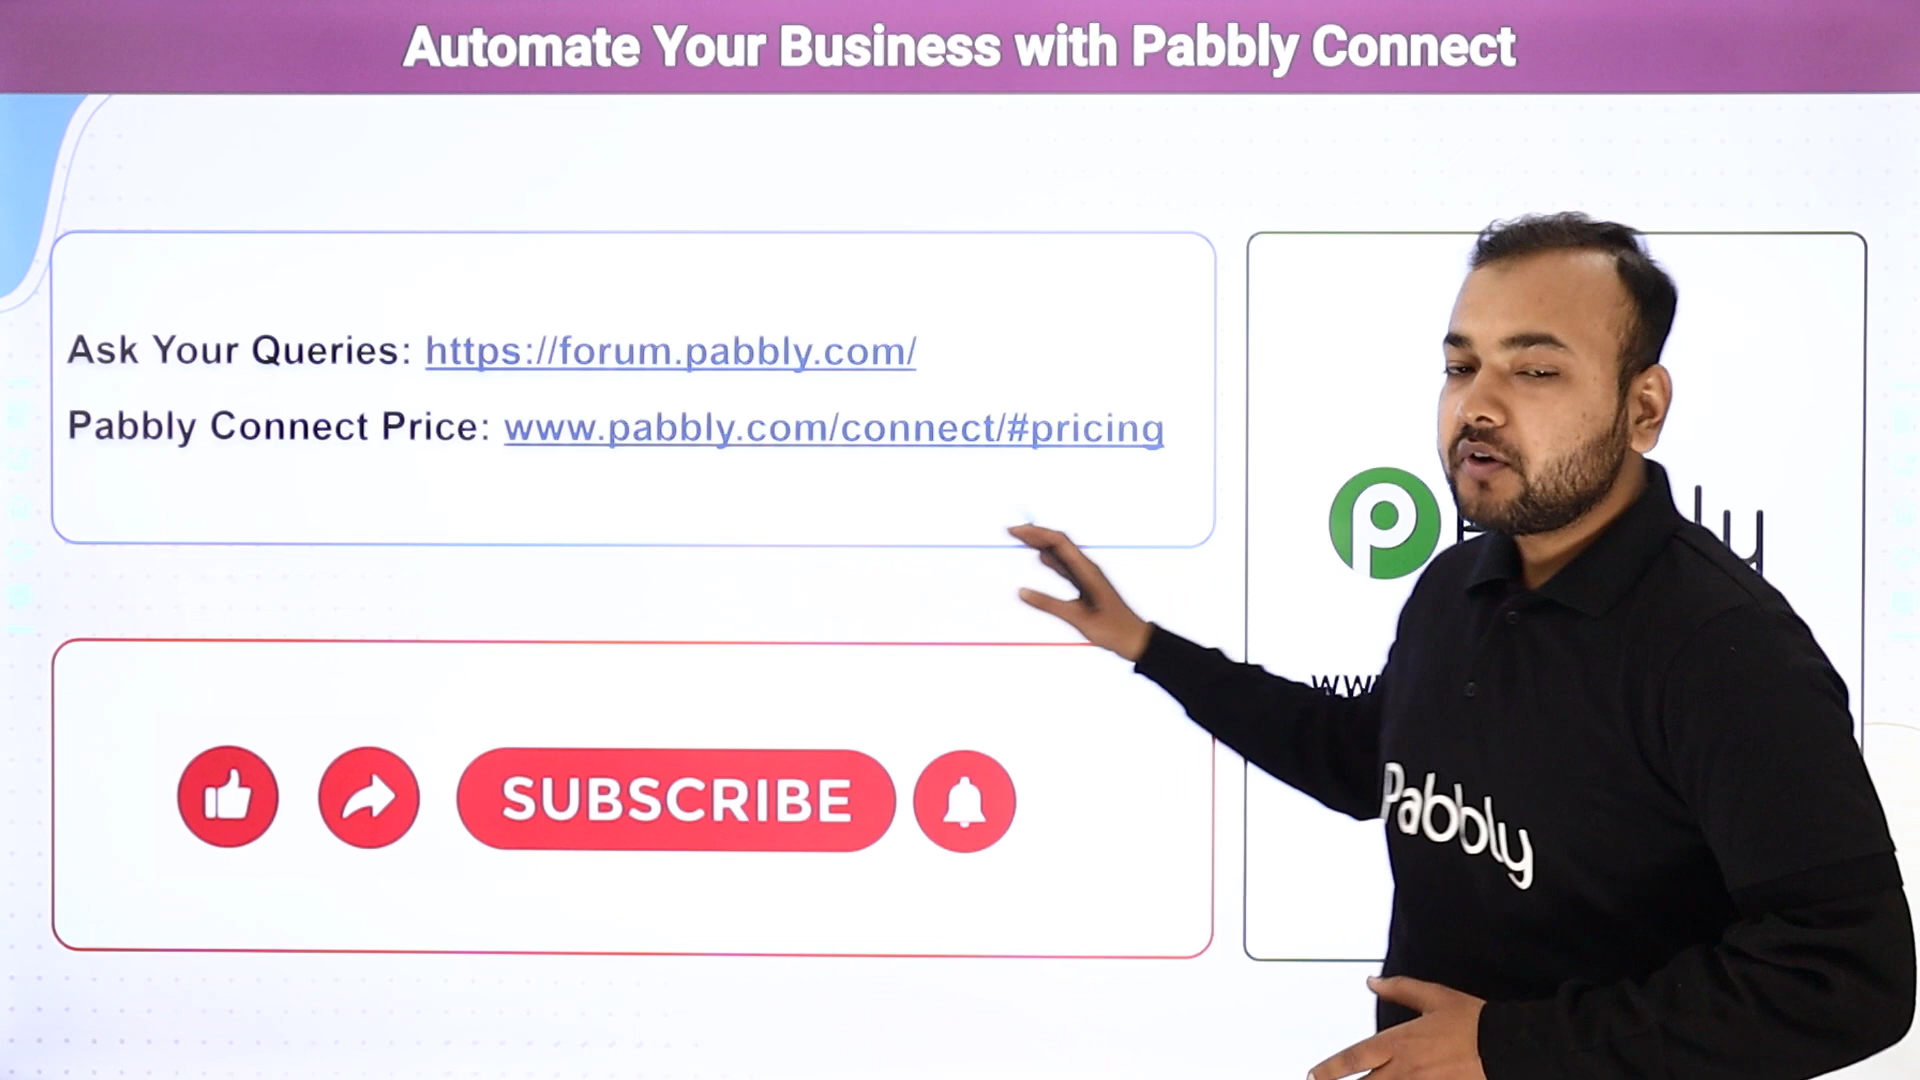 Automate Your Business with Pabbly Connect
Ask Your Queries: https://forum.pabbly.com/
Pabbly Connect Price: www.pabbly.com/connect/#pricing
SUBSCRIBE
Pabbly